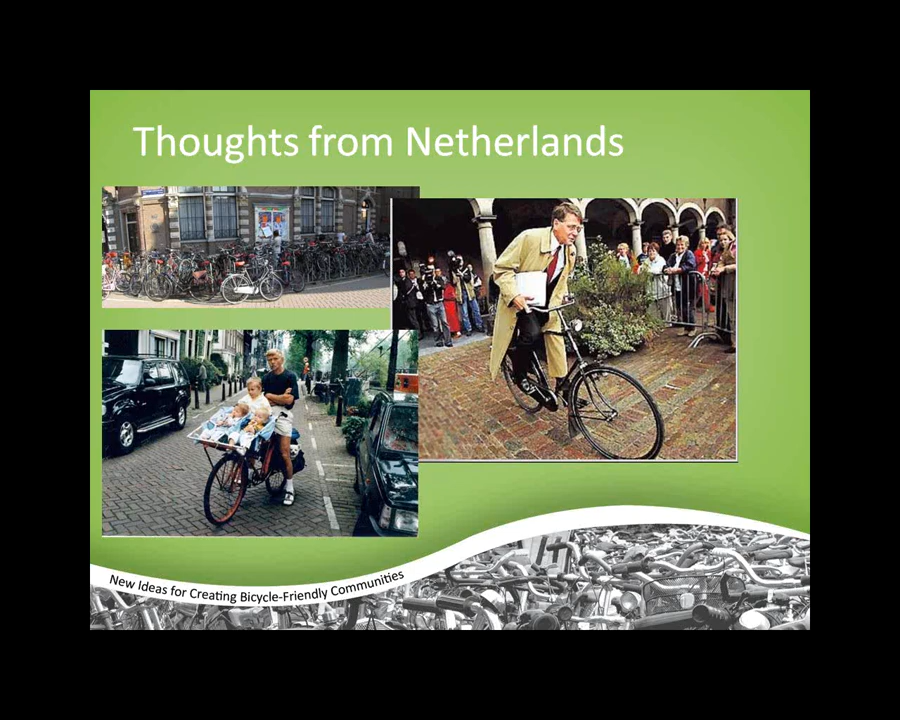 Thoughts from Netherlands
New Ideas for Creating Bicycle-Friendly Communities